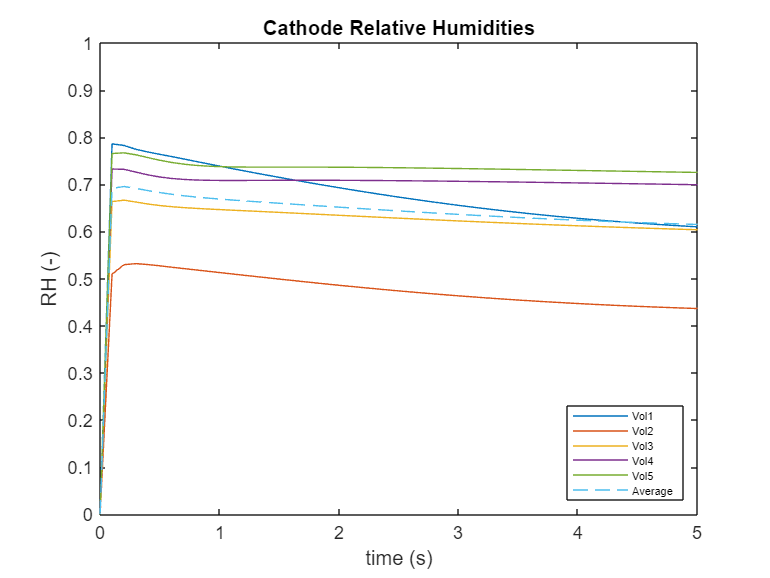 Cathode Relative Humidities
1
0.9
0.8
0.7
0.6
0.5
0.4
0.3
0.2
0.1
0
RH (-)
0 1 2 3 4 5
time (s)
Vol1
Vol2
Vol3
Vol4
Vol5
Average